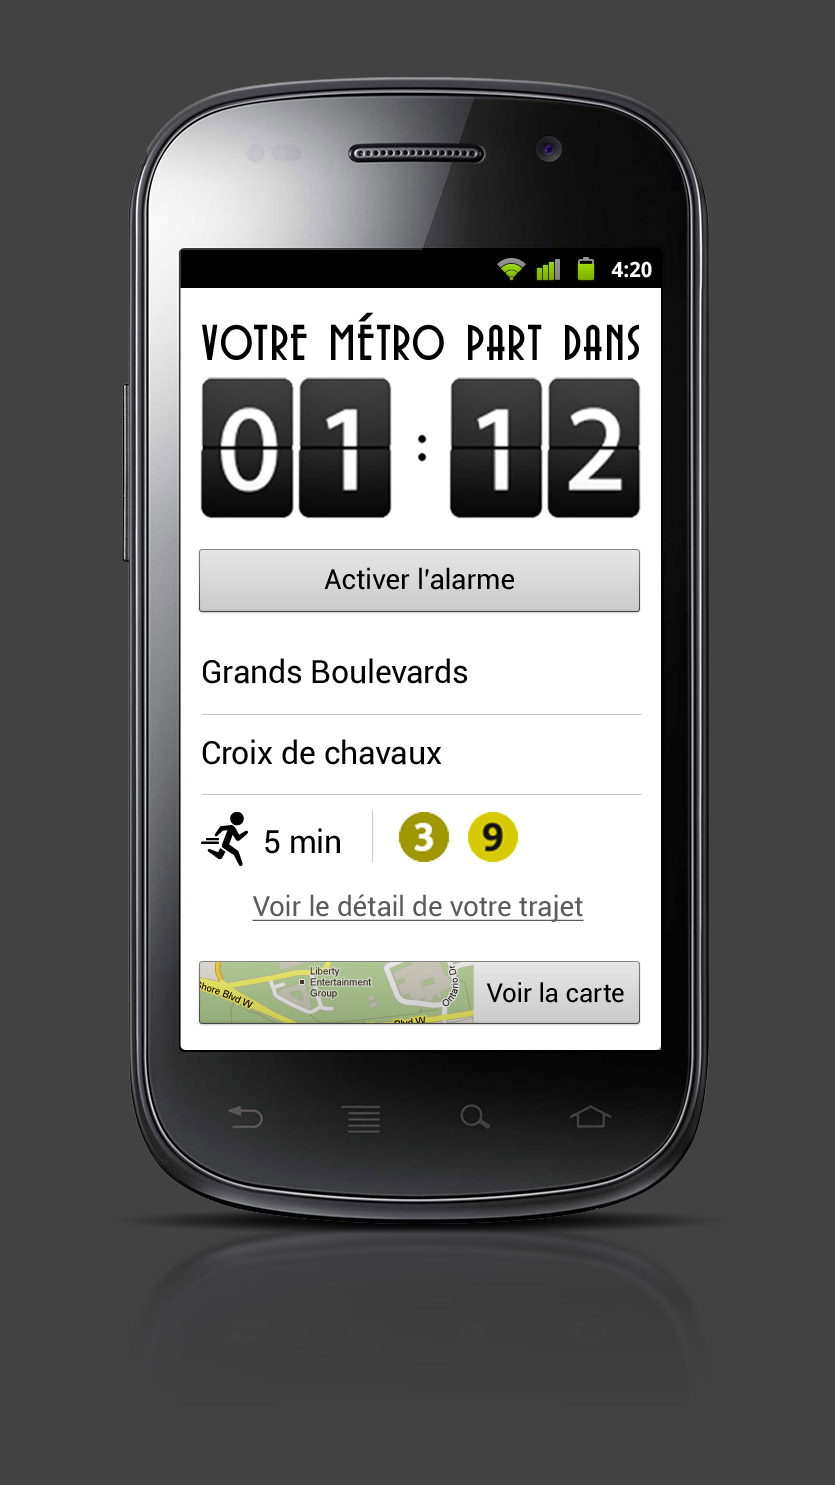 4:20
VOTRE MÉTRO PART DANS
01 : 12
Activer l'alarme
Grands Boulevards
Croix de chavaux
5 min 3 9
Voir le détail de votre trajet
Liberty
Entertainment
Group
hore Blvd W
Ontario Dr
Blvd W
Voir la carte